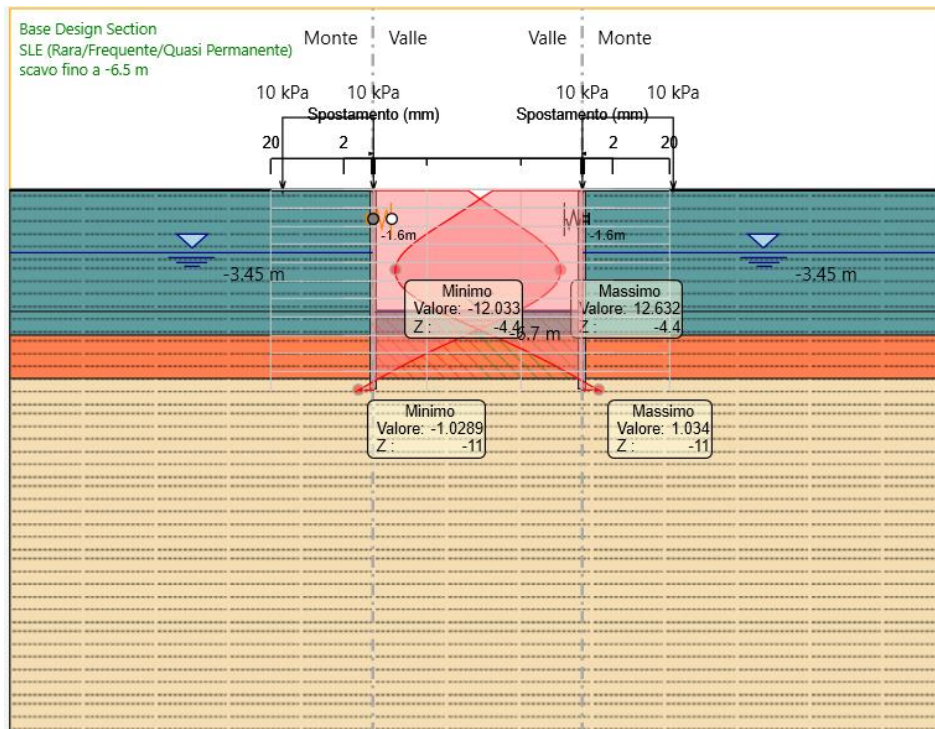 Base Design Section
SLE (Rara/Frequente/Quasi Permanente)
scavo fino a -6.5 m
Monte
Valle
Valle
Monte
10 kPa
10 kPa
10 kPa
10 kPa
Spostamento (mm)
Spostamento (mm)
20
2
2
20
-1.6m
-1.6m
-3.45 m
-3.45 m
Minimo
Valore: -12.033
Z : -4.4
Massimo
Valore: 12.632
Z : -4.4
-6.7 m
Minimo
Valore: -1.0289
Z : -11
Massimo
Valore: 1.034
Z : -11